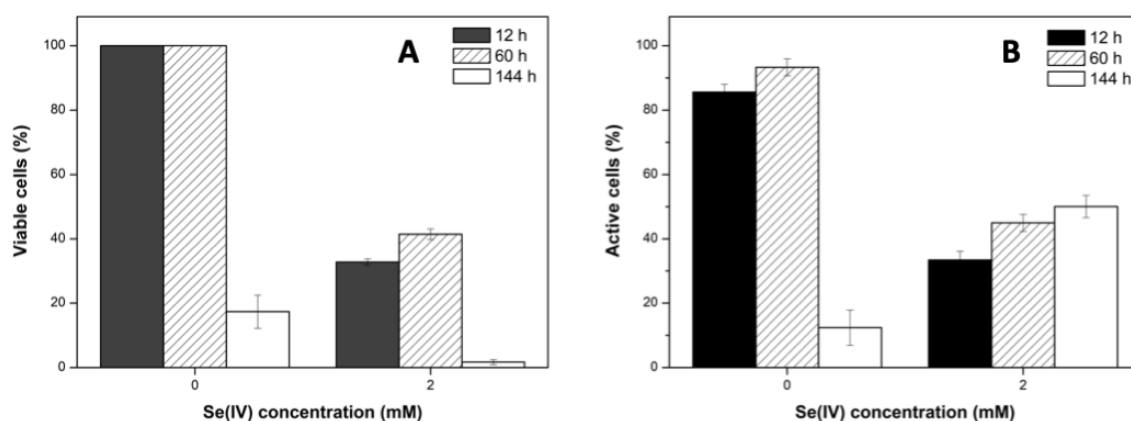 A
12 h
60 h
144 h
100
80
60
40
20
0
Viable cells (%)
0
2
Se(IV) concentration (mM)
B
12 h
60 h
144 h
100
80
60
40
20
0
Active cells (%)
0
2
Se(IV) concentration (mM)